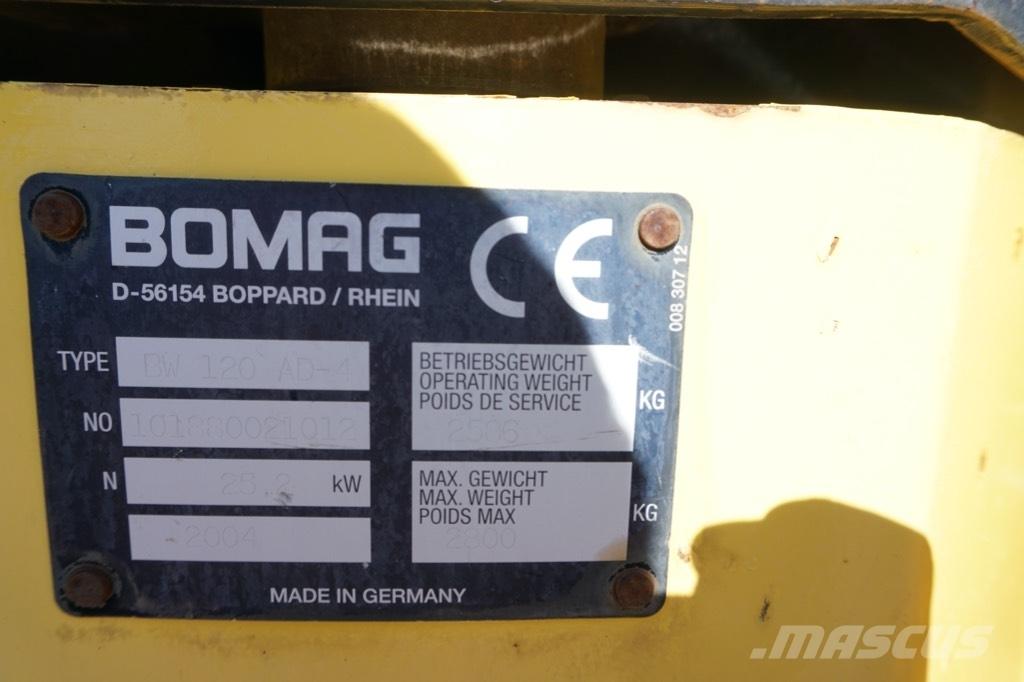 BOMAG CE
D-56154 BOPPARD / RHEIN
008 307 12
TYPE BW 120 AD-4
NO 101880021012
N 25.2 kW
2004
BETRIEBSGEWICHT
OPERATING WEIGHT
POIDS DE SERVICE
KG
MAX. GEWICHT
MAX. WEIGHT
POIDS MAX
KG
2800
MADE IN GERMANY
.MASCUS